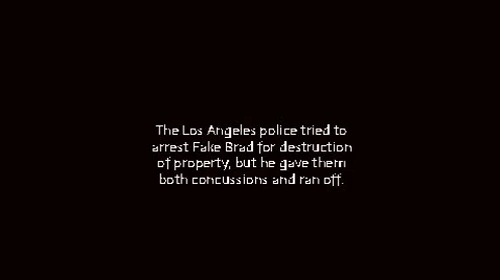 The Los Angeles police tried to
arrest Fake Brad for destruction
of property, but he gave them
both concussions and ran off.